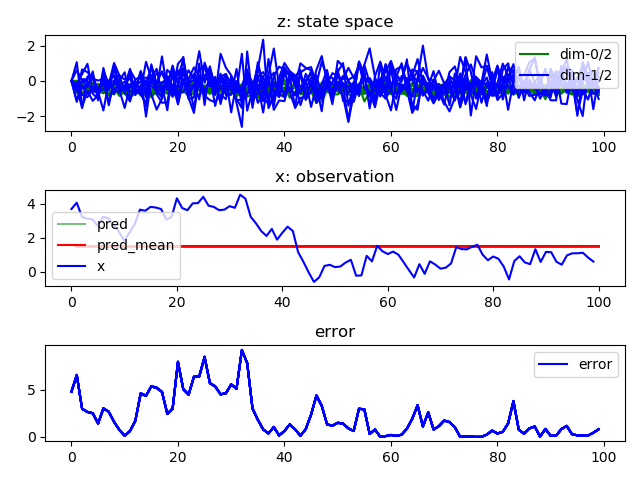 z: state space
2
0
−2
dim-0/2
dim-1/2
0 20 40 60 80 100
x: observation
4
2
0
pred
pred_mean
x
0 20 40 60 80 100
error
5
0
error
0 20 40 60 80 100